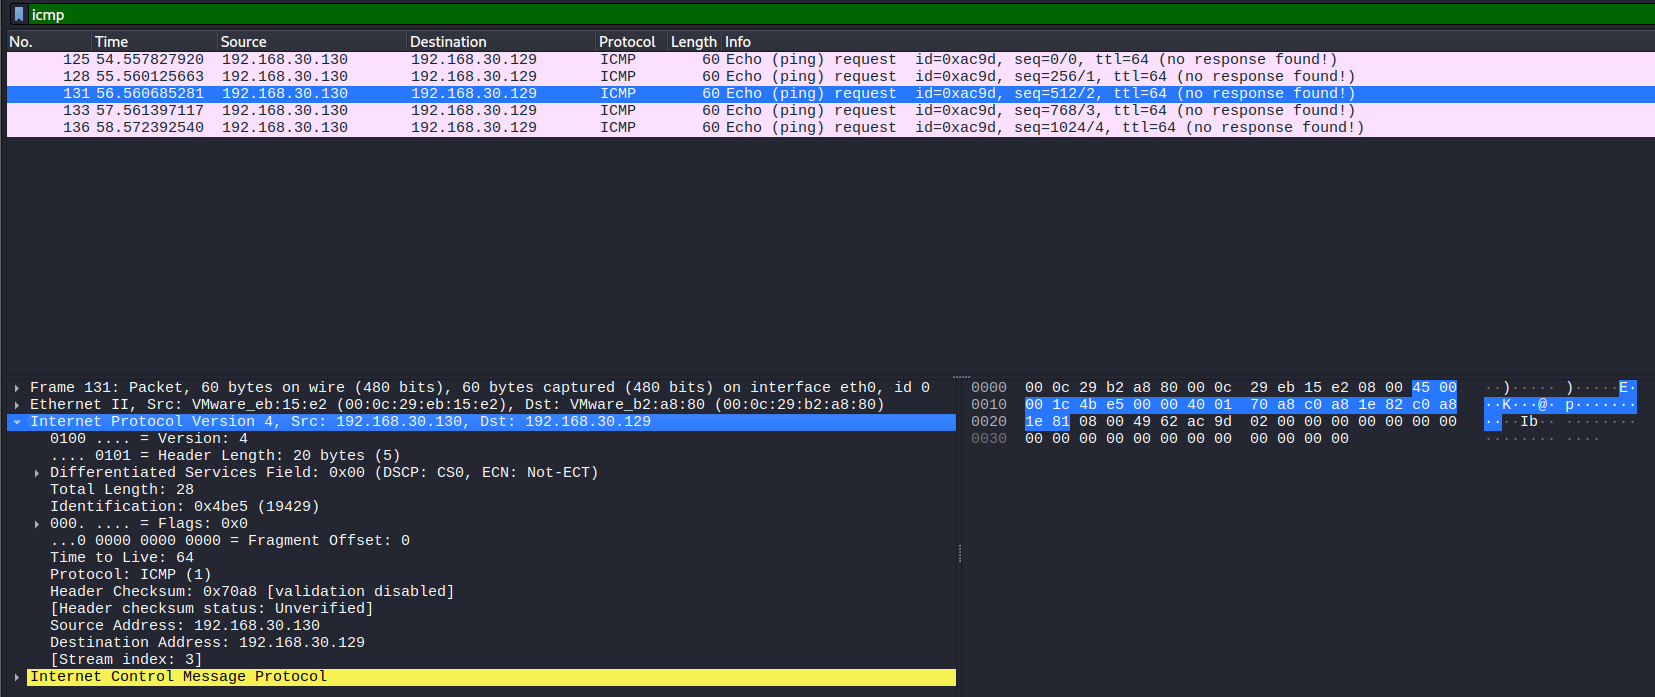 icmp
No. Time Source Destination Protocol Length Info
125 54.557827920 192.168.30.130 192.168.30.129 ICMP 60 Echo (ping) request id=0xac9d, seq=0/0, ttl=64 (no response found!)
128 55.560125663 192.168.30.130 192.168.30.129 ICMP 60 Echo (ping) request id=0xac9d, seq=256/1, ttl=64 (no response found!)
131 56.560685281 192.168.30.130 192.168.30.129 ICMP 60 Echo (ping) request id=0xac9d, seq=512/2, ttl=64 (no response found!)
133 57.561397117 192.168.30.130 192.168.30.129 ICMP 60 Echo (ping) request id=0xac9d, seq=768/3, ttl=64 (no response found!)
136 58.572392540 192.168.30.130 192.168.30.129 ICMP 60 Echo (ping) request id=0xac9d, seq=1024/4, ttl=64 (no response found!)
Frame 131: Packet, 60 bytes on wire (480 bits), 60 bytes captured (480 bits) on interface eth0, id 0
Ethernet II, Src: VMware_eb:15:e2 (00:0c:29:eb:15:e2), Dst: VMware_b2:a8:80 (00:0c:29:b2:a8:80)
Internet Protocol Version 4, Src: 192.168.30.130, Dst: 192.168.30.129
0100 .... = Version: 4
.... 0101 = Header Length: 20 bytes (5)
Differentiated Services Field: 0x00 (DSCP: CS0, ECN: Not-ECT)
Total Length: 28
Identification: 0x4be5 (19429)
000. .... = Flags: 0x0
...0 0000 0000 0000 = Fragment Offset: 0
Time to Live: 64
Protocol: ICMP (1)
Header Checksum: 0x70a8 [validation disabled]
[Header checksum status: Unverified]
Source Address: 192.168.30.130
Destination Address: 192.168.30.129
[Stream index: 3]
Internet Control Message Protocol
0000 00 0c 29 b2 a8 80 00 0c 29 eb 15 e2 08 00 45 00 ··)····· )·····E·
0010 00 1c 4b e5 00 00 40 01 70 a8 c0 a8 1e 82 c0 a8 ··K···@· p·······
0020 1e 81 08 00 49 62 ac 9d 02 00 00 00 00 00 00 00 ····Ib·· ········
0030 00 00 00 00 00 00 00 00 00 00 00 00 ········ ····